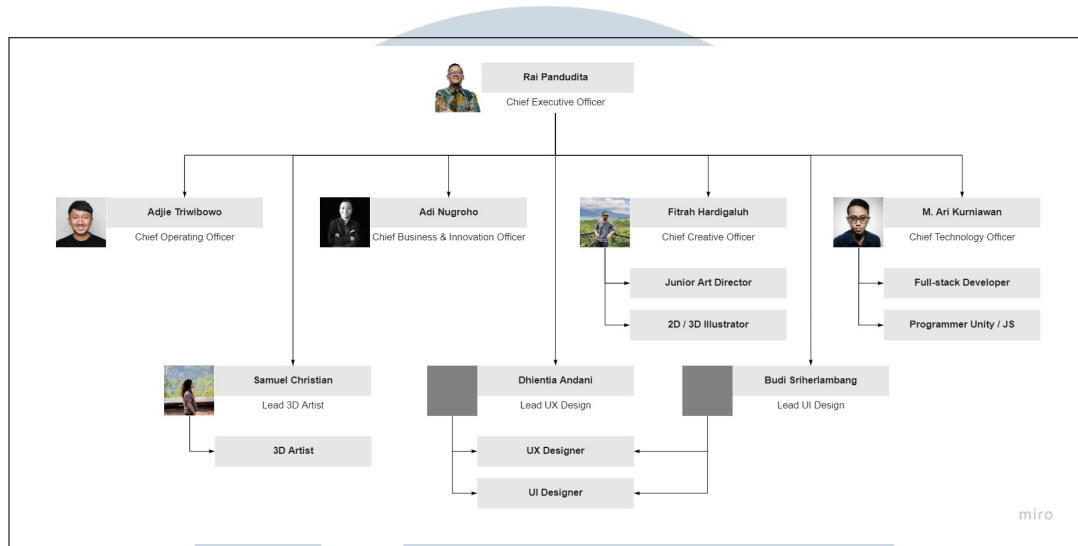 Rai Pandudita
Chief Executive Officer
Adjie Triwibowo
Chief Operating Officer
Adi Nugroho
Chief Business & Innovation Officer
Fitrah Hardigaluh
Chief Creative Officer
M. Ari Kurniawan
Chief Technology Officer
Junior Art Director
2D / 3D Illustrator
Full-stack Developer
Programmer Unity / JS
Samuel Christian
Lead 3D Artist
Dhientia Andani
Lead UX Design
Budi Sriherlambang
Lead UI Design
3D Artist
UX Designer
UI Designer
miro